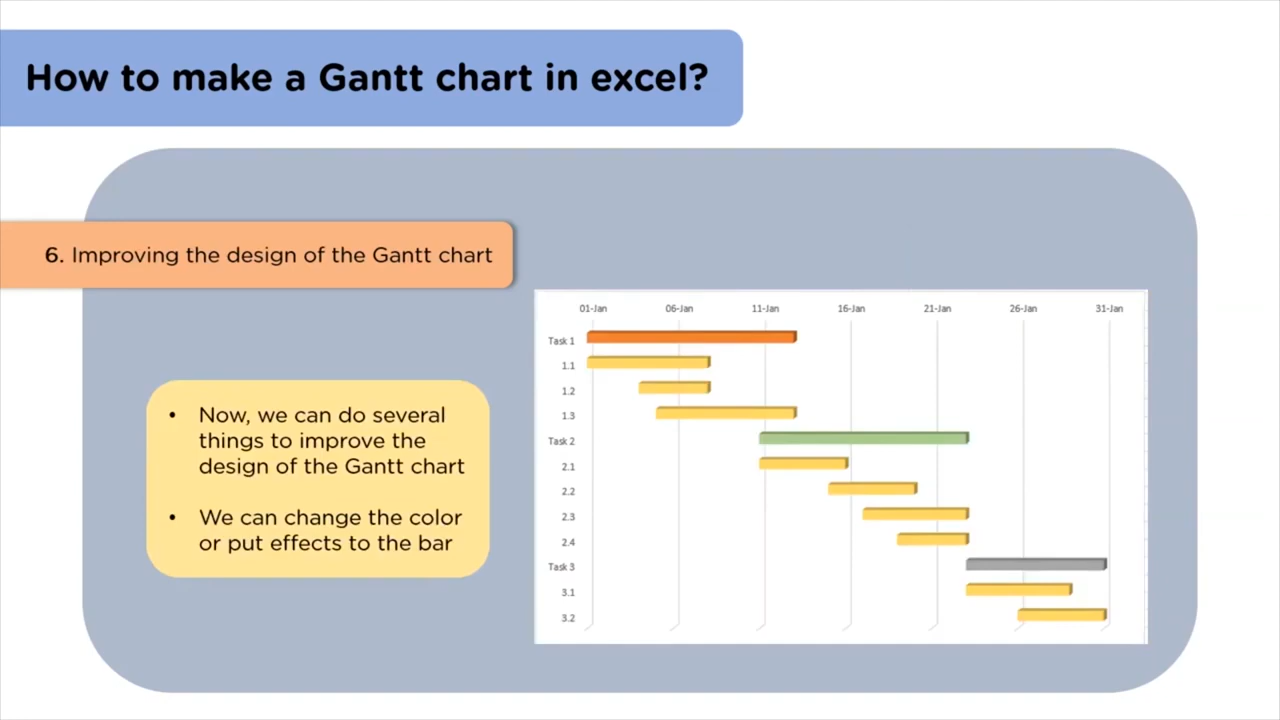 How to make a Gantt chart in excel?
6. Improving the design of the Gantt chart
• Now, we can do several
things to improve the
design of the Gantt chart
• We can change the color
or put effects to the bar
01-Jan 06-Jan 11-Jan 16-Jan 21-Jan 26-Jan 31-Jan
Task 1
1.1
1.2
1.3
Task 2
2.1
2.2
2.3
2.4
Task 3
3.1
3.2